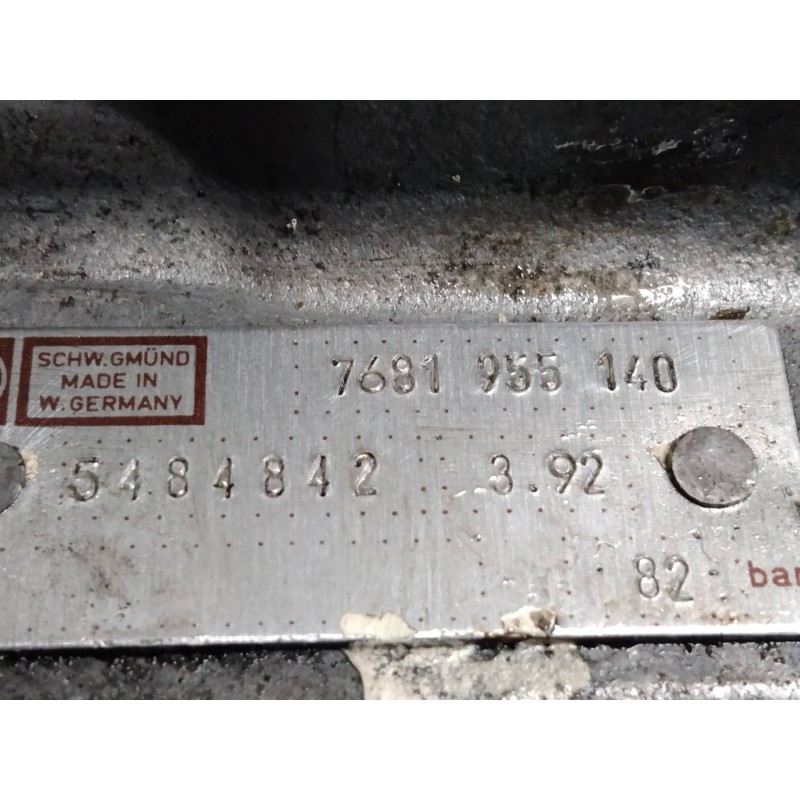 SCHW.GMÜND
MADE IN
W.GERMANY
7681 955 140
5484842 3.92
82 bar